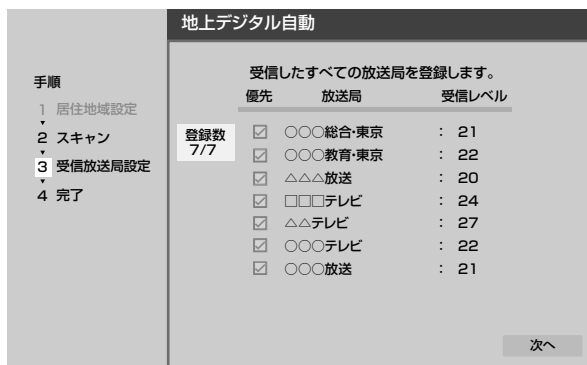 地上デジタル自動
手順
1 居住地域設定
2 スキャン
3 受信放送局設定
4 完了
受信したすべての放送局を登録します。
優先 放送局 受信レベル
登録数
7/7
○○○総合・東京 : 21
○○○教育・東京 : 22
△△△放送 : 20
□□□テレビ : 24
△△テレビ : 27
○○○テレビ : 22
○○○放送 : 21
次へ